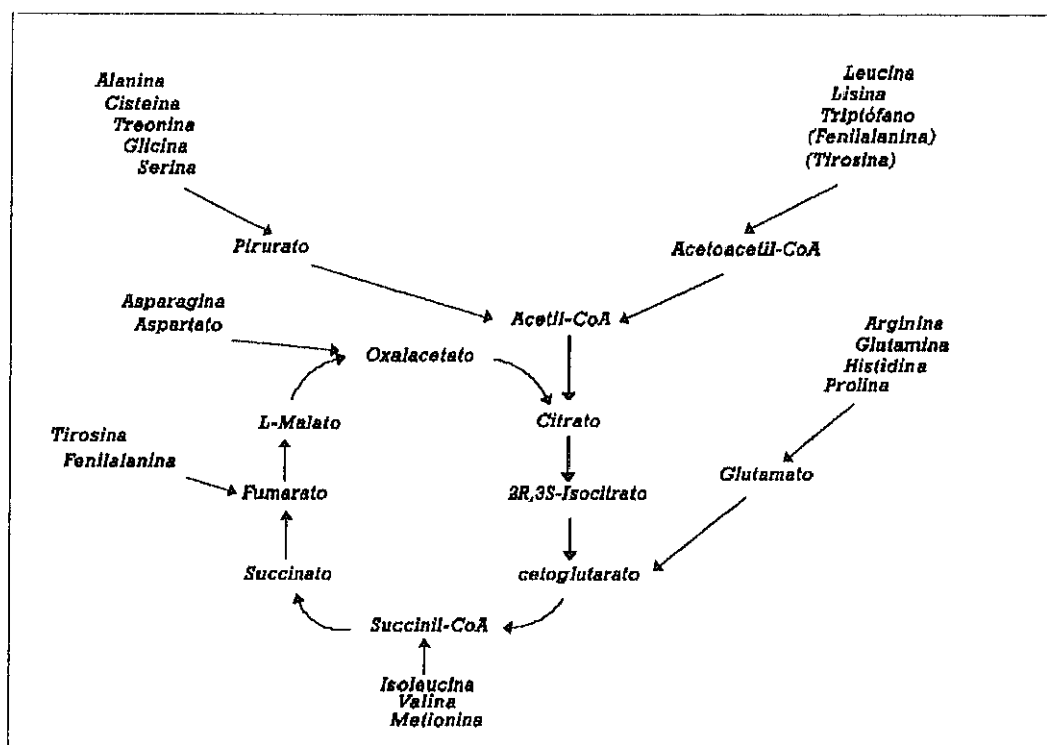 Alanina
Cisteina
Treonina
Glicina
Serina
Leucina
Lisina
Triptófano
(Fenilalanina)
(Tirosina)
Pirurato
Acetoacetil-CoA
Asparagina
Aspartato
Acetil-CoA
Oxalacetato
Arginina
Glutamina
Histidina
Prolina
L-Malato
Citrato
Tirosina
Fenilalanina
Fumarato
2R,3S-Isocitrato
Glutamato
Succinato
cetoglutarato
Succinil-CoA
Isoleucina
Valina
Metionina